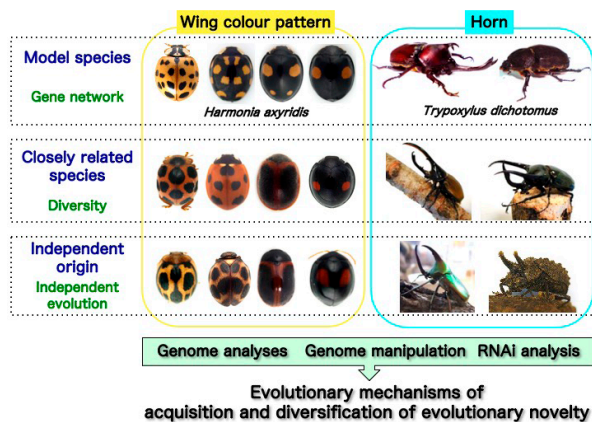 Wing colour pattern
Horn
Model species
Gene network
Harmonia axyridis
Trypoxylus dichotomus
Closely related
species
Diversity
Independent
origin
Independent
evolution
Genome analyses Genome manipulation RNAi analysis
Evolutionary mechanisms of
acquisition and diversification of evolutionary novelty